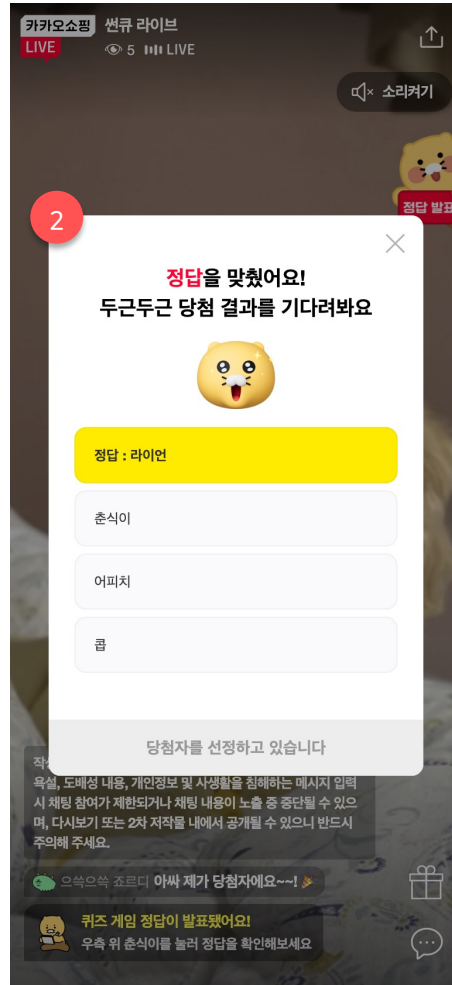 카카오쇼핑 썬큐 라이브
LIVE 5 LIVE
소리켜기
정답 발표
2
정답을 맞췄어요!
두근두근 당첨 결과를 기다려봐요
정답 : 라이언
춘식이
어피치
콥
당첨자를 선정하고 있습니다
욕설, 도배성 내용, 개인정보 및 사생활을 침해하는 메시지 입력
시 채팅 참여가 제한되거나 채팅 내용이 노출 중 중단될 수 있으
며, 다시보기 또는 2차 저작물 내에서 공개될 수 있으니 반드시
주의해 주세요.
으쓱으쓱 죠르디 아싸 제가 당첨자에요~~! 🎉
퀴즈 게임 정답이 발표됐어요!
우측 위 춘식이를 눌러 정답을 확인해보세요